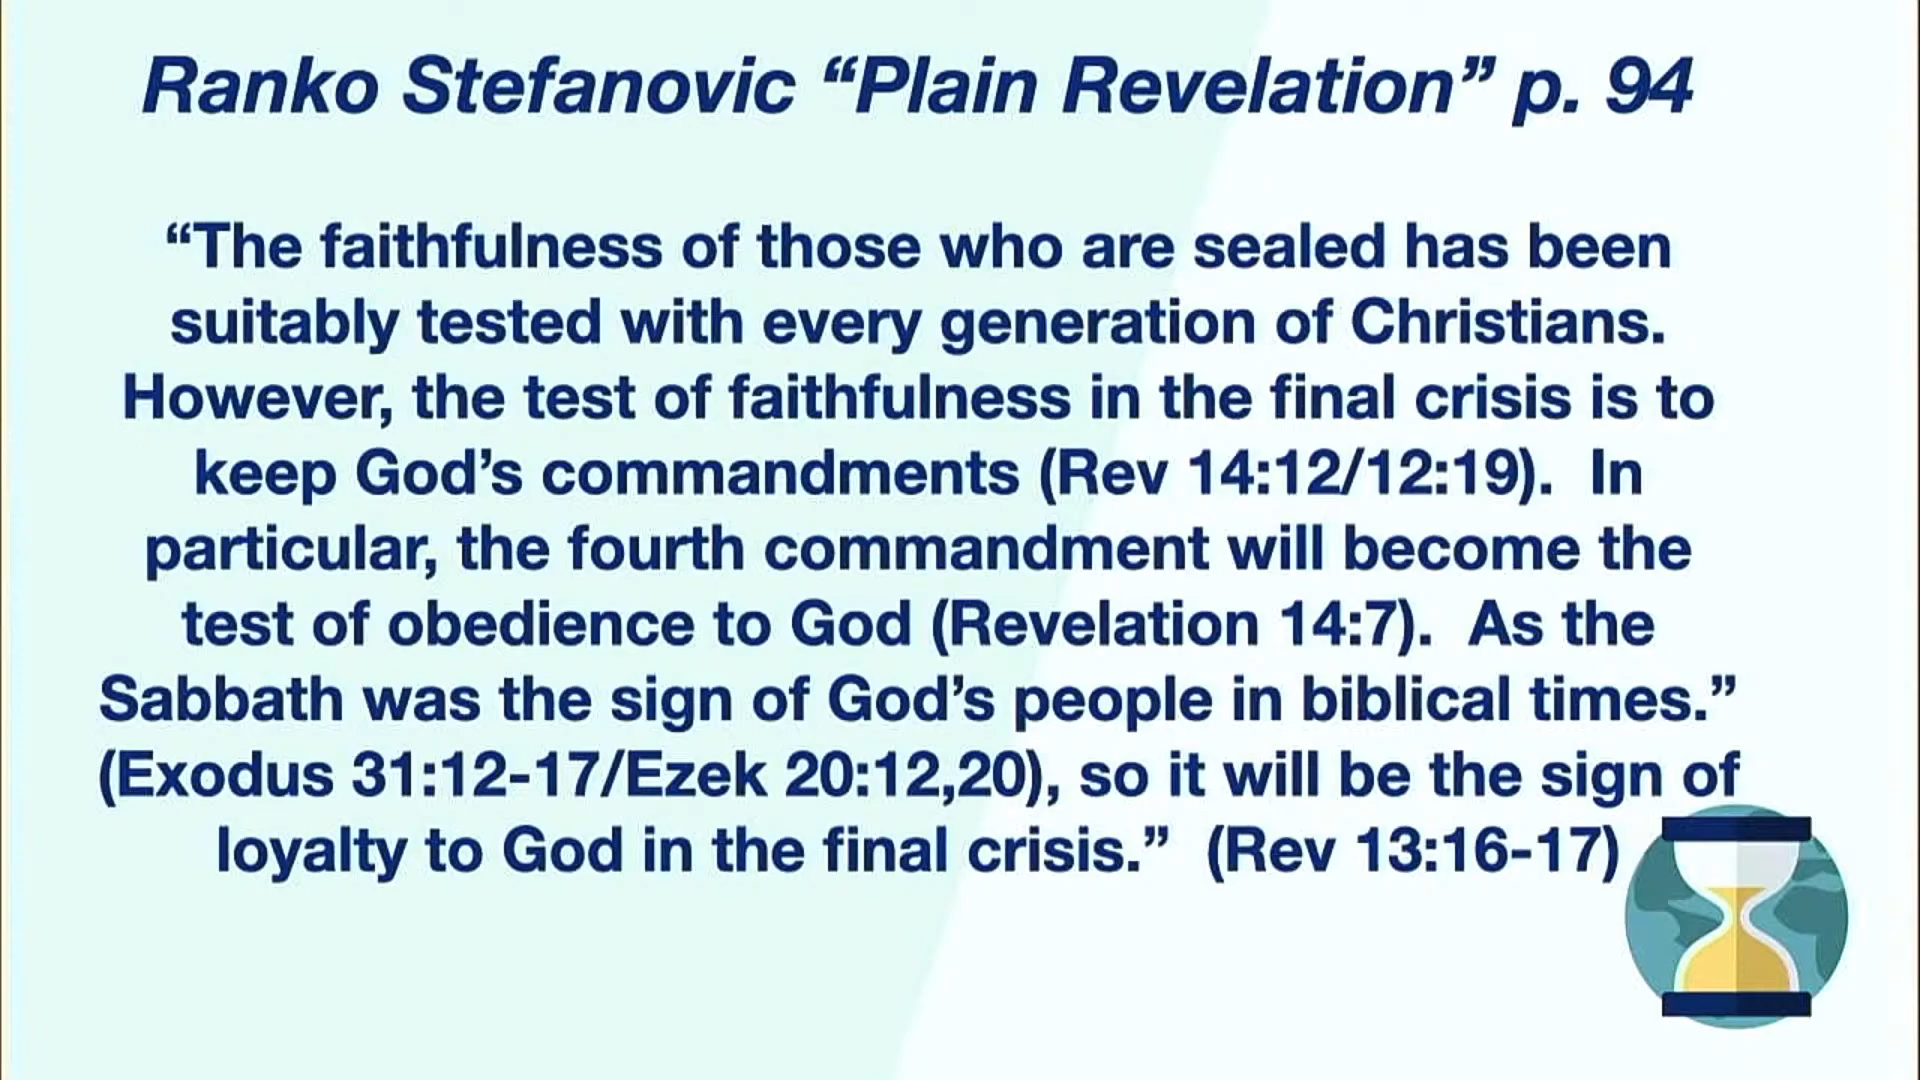 Ranko Stefanovic “Plain Revelation” p. 94
“The faithfulness of those who are sealed has been
suitably tested with every generation of Christians.
However, the test of faithfulness in the final crisis is to
keep God’s commandments (Rev 14:12/12:19).  In
particular, the fourth commandment will become the
test of obedience to God (Revelation 14:7).  As the
Sabbath was the sign of God’s people in biblical times.”
(Exodus 31:12-17/Ezek 20:12,20), so it will be the sign of
loyalty to God in the final crisis.”  (Rev 13:16-17)